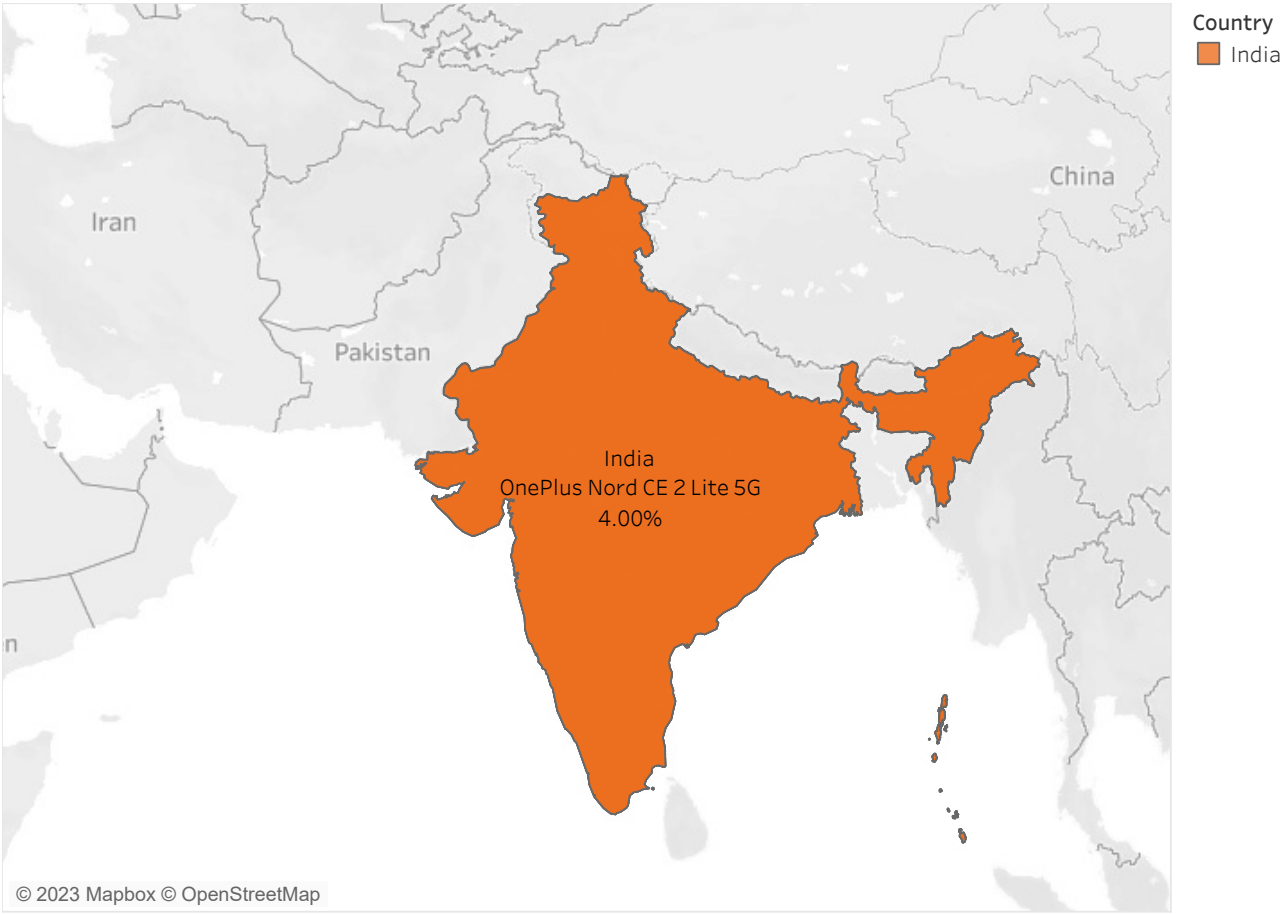 Country
India
China
Iran
Pakistan
India
OnePlus Nord CE 2 Lite 5G
4.00%
n
© 2023 Mapbox © OpenStreetMap